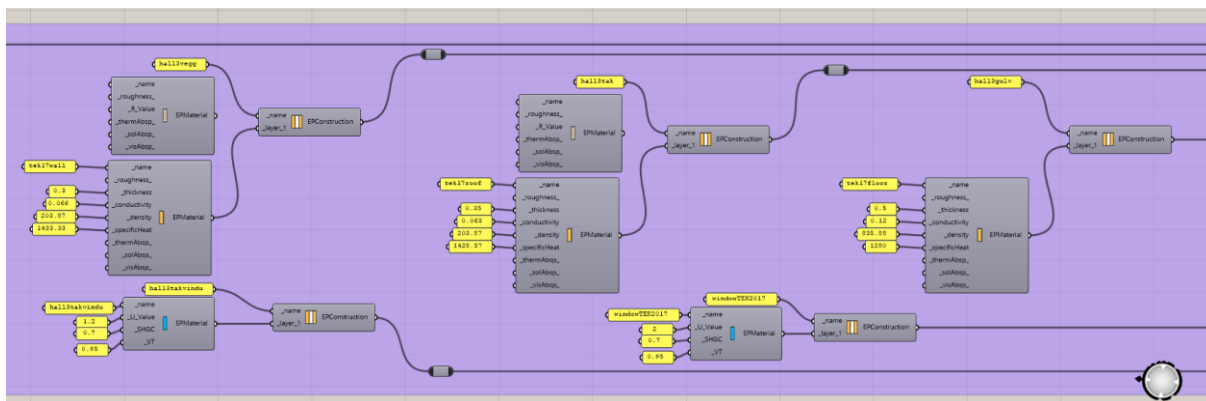 hall3vegg
_name
_roughness_
_R_Value
_thermAbsp_
_solAbsp_
_visAbsp_
EPMaterial
_name
_layer_1
EPConstruction
tek17wall
0.3
0.066
203.87
1433.33
_name
_roughness_
_thickness
_conductivity
_density
_specificHeat
_thermAbsp_
_solAbsp_
_visAbsp_
EPMaterial
hall3takvindu
hall3takvindu
1.2
0.7
0.95
_name
_U_Value
_SHGC
_VT
EPMaterial
_name
_layer_1
EPConstruction
hall3tak
_name
_roughness_
_R_Value
_thermAbsp_
_solAbsp_
_visAbsp_
EPMaterial
_name
_layer_1
EPConstruction
tek17roof
0.35
0.063
203.87
1428.57
_name
_roughness_
_thickness
_conductivity
_density
_specificHeat
_thermAbsp_
_solAbsp_
_visAbsp_
EPMaterial
windowTEK2017
windowTEK2017
2
0.7
0.95
_name
_U_Value
_SHGC
_VT
EPMaterial
_name
_layer_1
EPConstruction
hall3gulv
_name
_layer_1
EPConstruction
tek17floor
0.5
0.12
835.88
1280
_name
_roughness_
_thickness
_conductivity
_density
_specificHeat
_thermAbsp_
_solAbsp_
_visAbsp_
EPMaterial